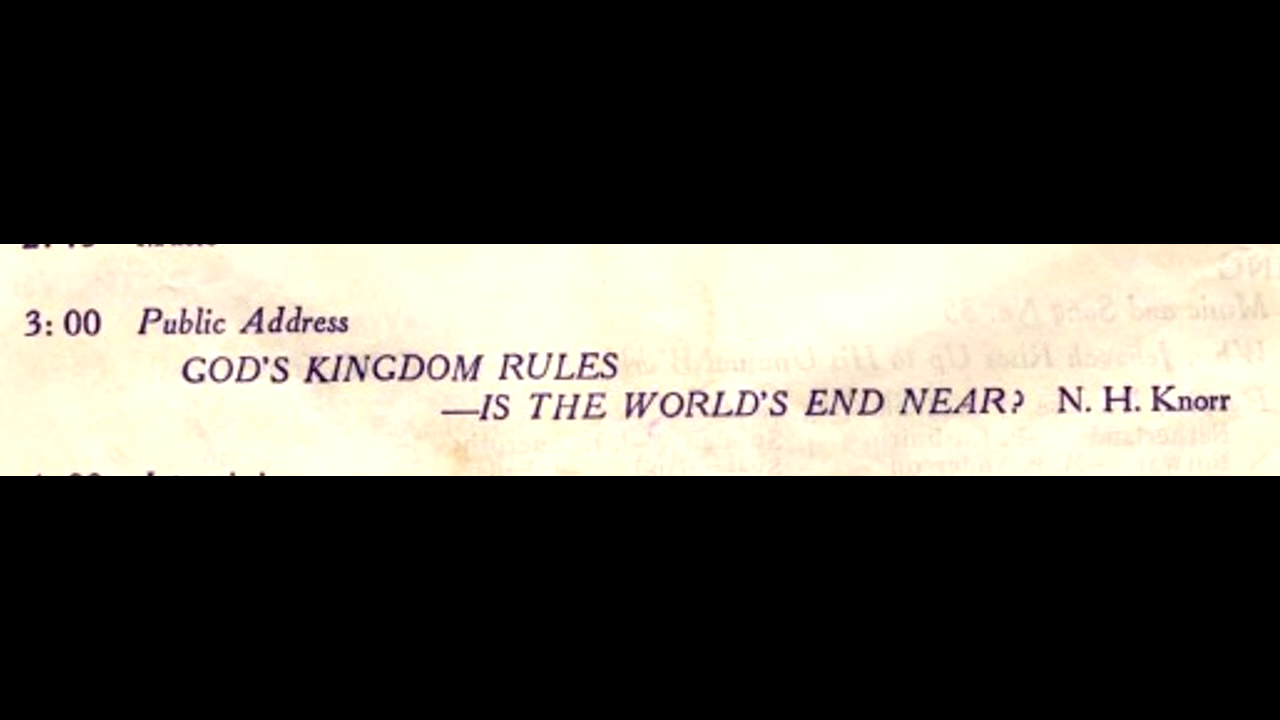 3: 00 Public Address
GOD'S KINGDOM RULES
—IS THE WORLD'S END NEAR? N. H. Knorr